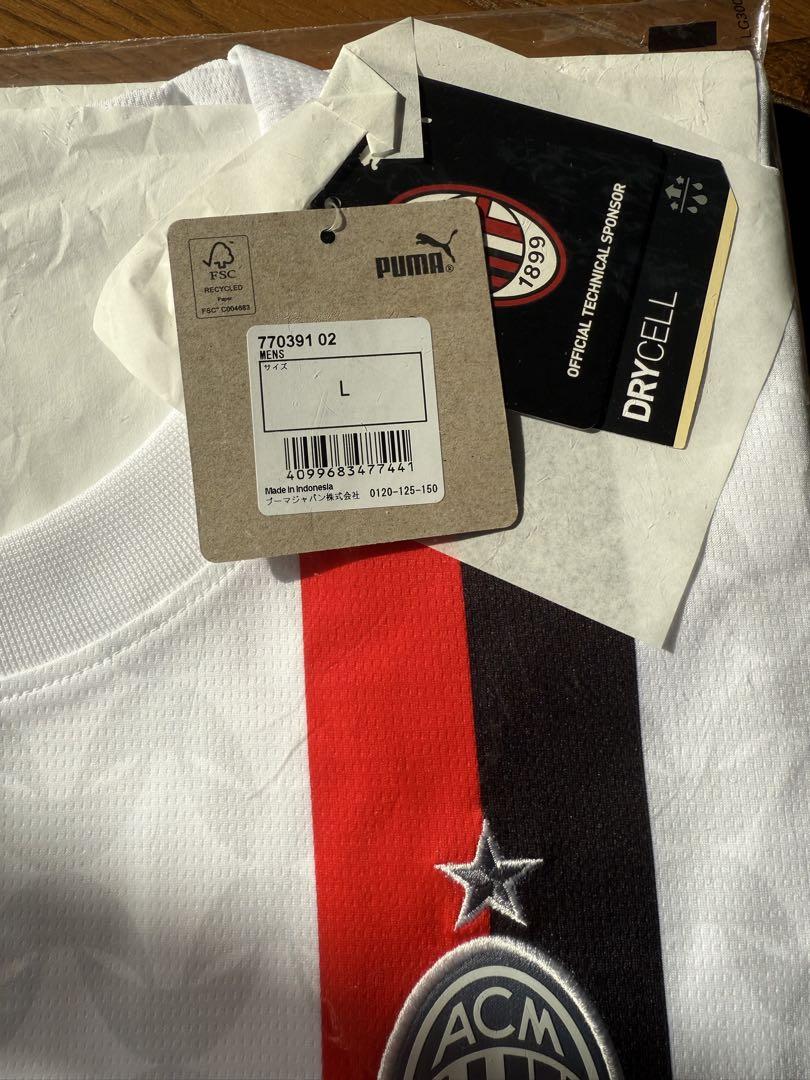 LG300
FSC
RECYCLED
Paper
FSC® C004683
PUMA®
770391 02
MENS
サイズ
L
4099683477441
Made in Indonesia
プーマジャパン株式会社 0120-125-150
1899
OFFICIAL TECHNICAL SPONSOR
DRYCELL
ACM